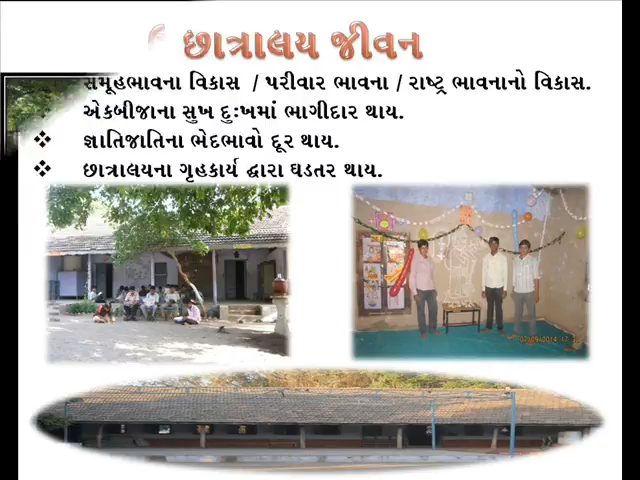 છાત્રાલય જીવન
સમૂહભાવના વિકાસ / પરીવાર ભાવના / રાષ્ટ્ર ભાવનાનો વિકાસ.
એકબીજાના સુખ દુઃખમાં ભાગીદાર થાય.
❖ જ્ઞાતિજાતિના ભેદભાવો દૂર થાય.
❖ છાત્રાલયના ગૃહકાર્ય દ્વારા ઘડતર થાય.